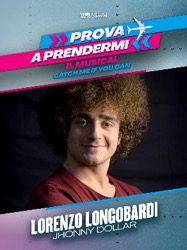 PROVA
A PRENDERMI
IL MUSICAL
CATCH ME IF YOU CAN
LORENZO LONGOBARDI
JHONNY DOLLAR